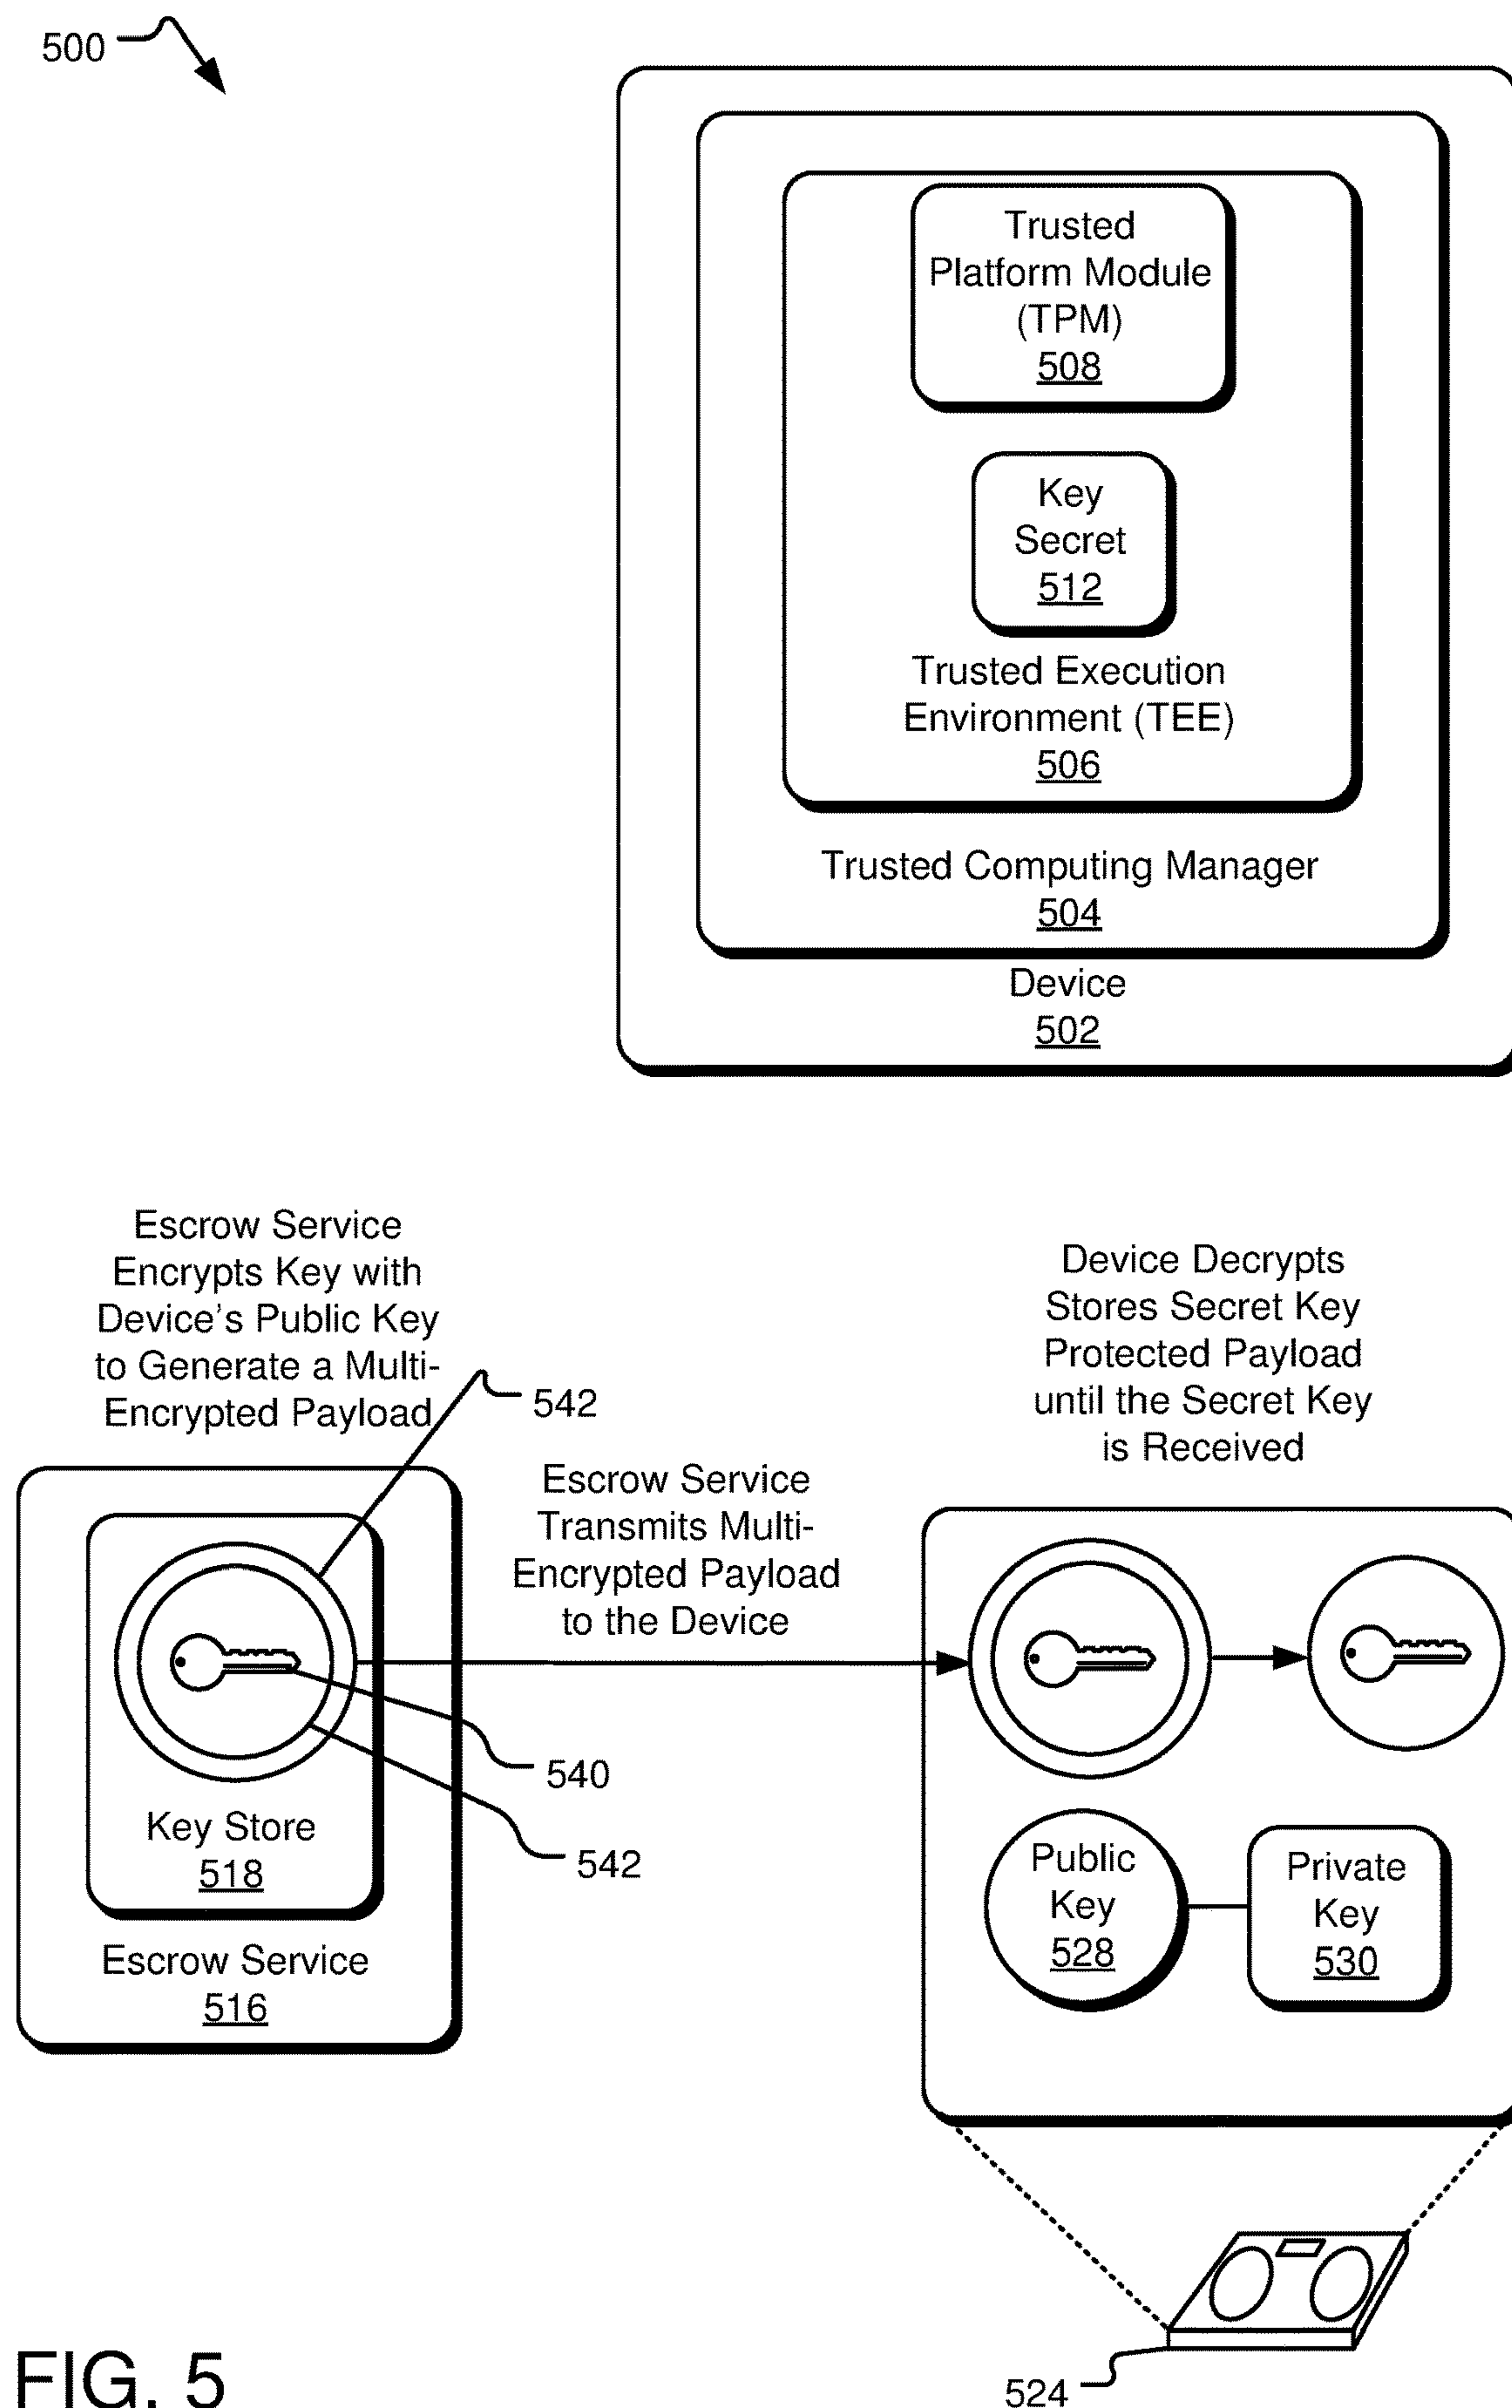 500
Trusted
Platform Module
(TPM)
508
Key
Secret
512
Trusted Execution
Environment (TEE)
506
Trusted Computing Manager
504
Device
502
Escrow Service
Encrypts Key with
Device's Public Key
to Generate a Multi-
Encrypted Payload
542
Escrow Service
Transmits Multi-
Encrypted Payload
to the Device
Device Decrypts
Stores Secret Key
Protected Payload
until the Secret Key
is Received
540
542
Key Store
518
Escrow Service
516
Public
Key
528
Private
Key
530
524
FIG. 5